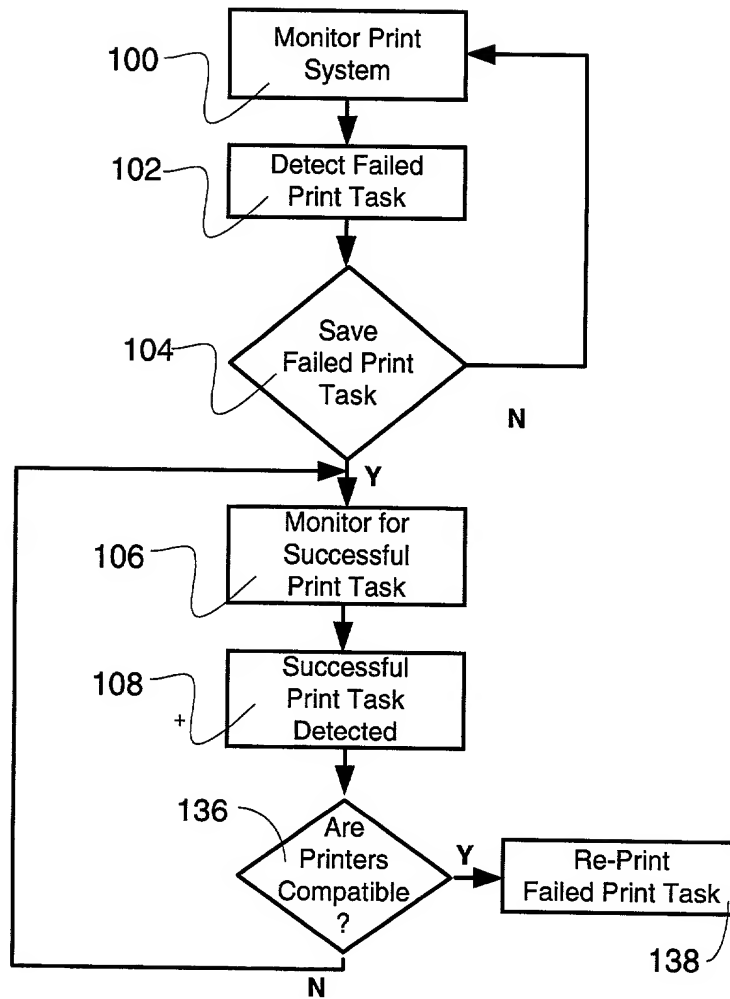 Monitor Print
System
100
Detect Failed
Print Task
102
Save
Failed Print
Task
104
N
Y
Monitor for
Successful
Print Task
106
Successful
Print Task
Detected
108
+
136
Are
Printers
Compatible
?
Y
Re-Print
Failed Print Task
138
N